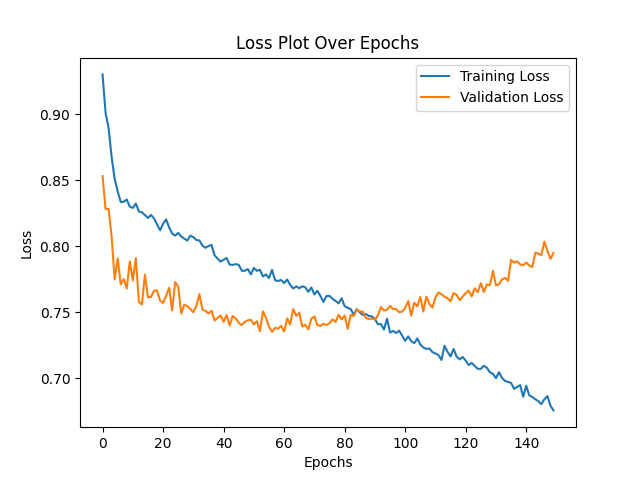 Loss Plot Over Epochs
Training Loss
Validation Loss
0.90
0.85
0.80
0.75
0.70
Loss
0 20 40 60 80 100 120 140
Epochs